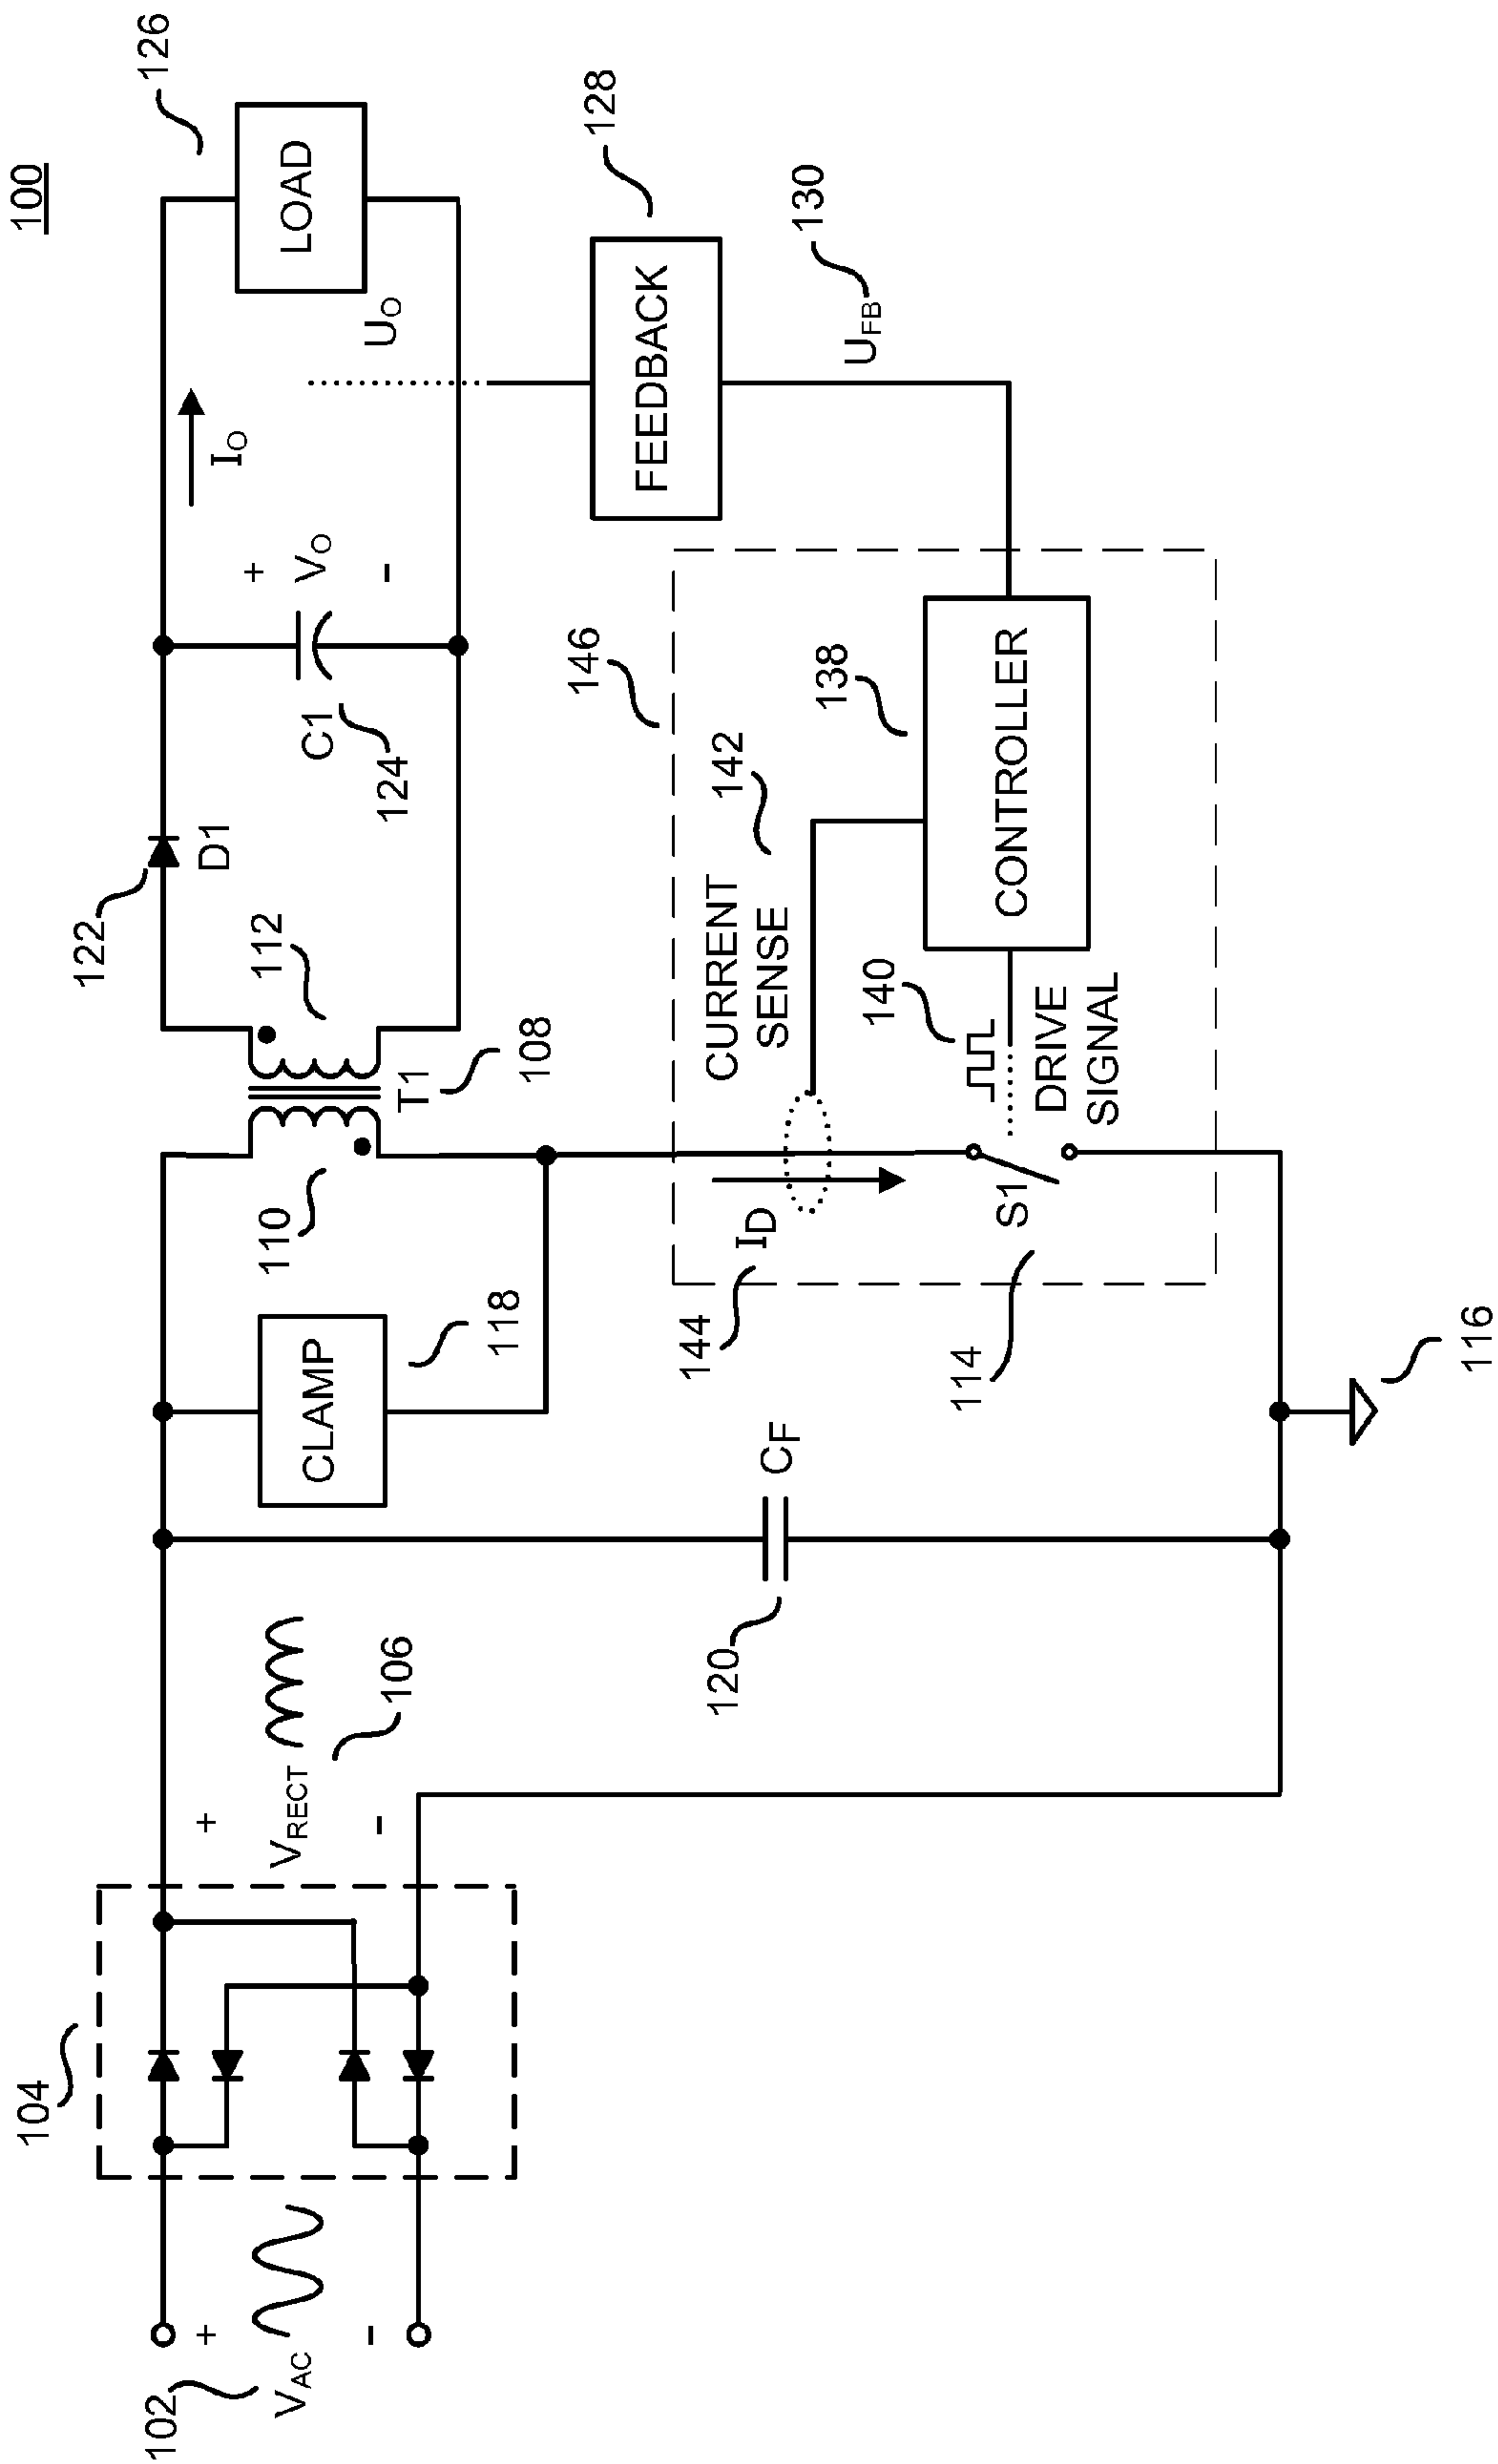 100
102
VAC
+
-
104
+
VRECT
-
106
120
CF
CLAMP
118
110
T1
108
112
122
D1
C1
124
+
VO
-
IO
UO
LOAD
126
FEEDBACK
128
UFB
130
146
CURRENT
SENSE
142
144
ID
S1
114
140
DRIVE
SIGNAL
CONTROLLER
138
116